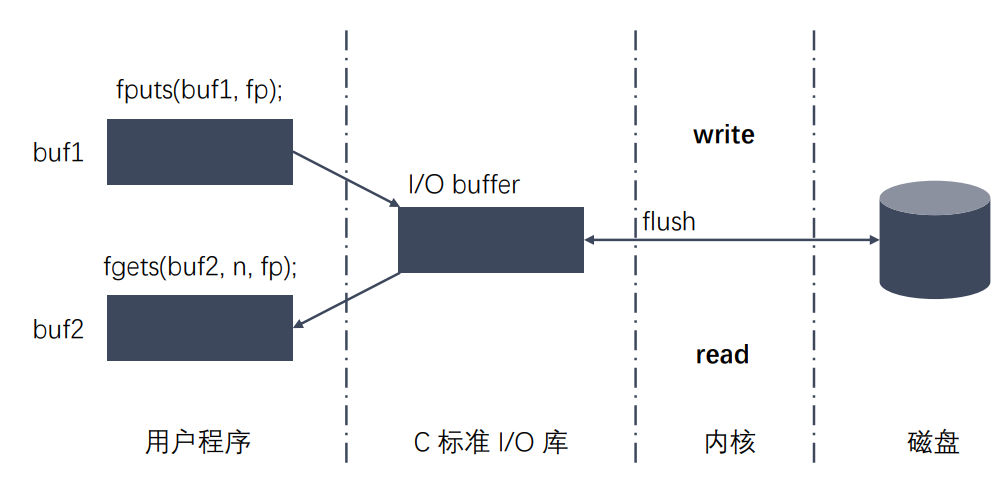 fputs(buf1, fp);
buf1
I/O buffer
write
flush
fgets(buf2, n, fp);
buf2
read
用户程序
C 标准 I/O 库
内核
磁盘